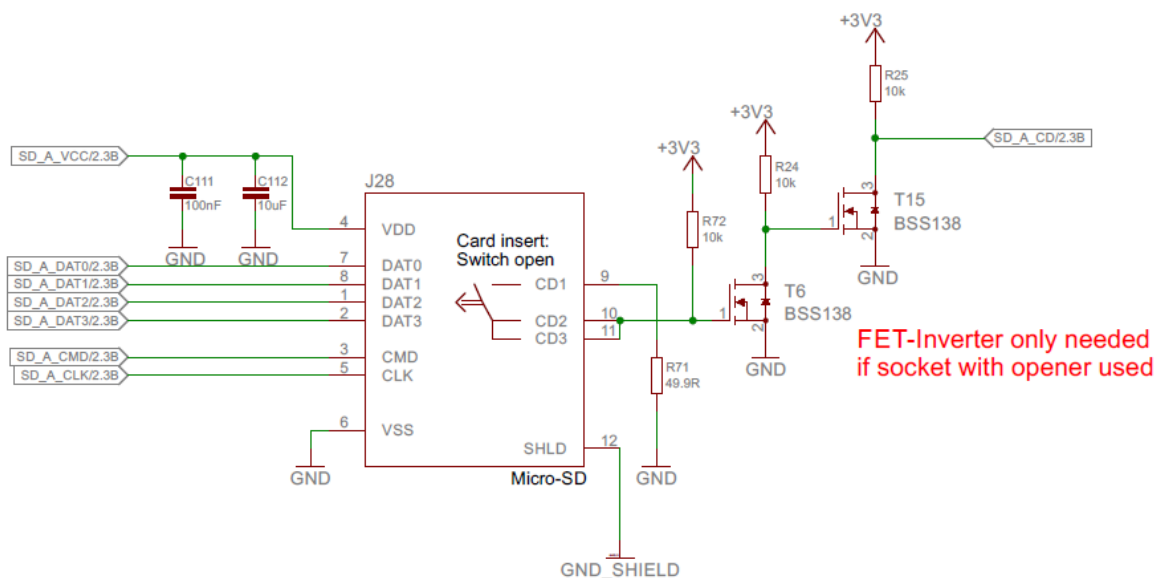 +3V3
R25
10k
+3V3
SD_A_CD/2.3B
+3V3
R24
10k
SD_A_VCC/2.3B
C111
100nF
C112
10uF
GND
GND
J28
R72
10k
3
T15
BSS138
1
2
GND
4
VDD
Card insert:
Switch open
SD_A_DAT0/2.3B
7
DAT0
SD_A_DAT1/2.3B
8
DAT1
CD1
9
3
T6
BSS138
1
2
GND
SD_A_DAT2/2.3B
1
DAT2
CD2
10
SD_A_DAT3/2.3B
2
DAT3
CD3
11
FET-Inverter only needed
if socket with opener used
SD_A_CMD/2.3B
3
CMD
SD_A_CLK/2.3B
5
CLK
R71
49.9R
6
VSS
SHLD
12
GND
Micro-SD
GND
GND_SHIELD